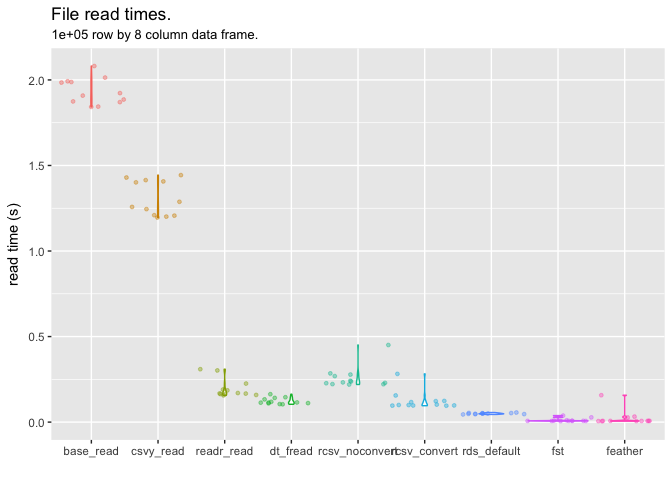 File read times.
1e+05 row by 8 column data frame.
read time (s)
2.0
1.5
1.0
0.5
0.0
base_read csvy_read readr_read dt_fread rcsv_noconvert rcsv_convert rds_default fst feather